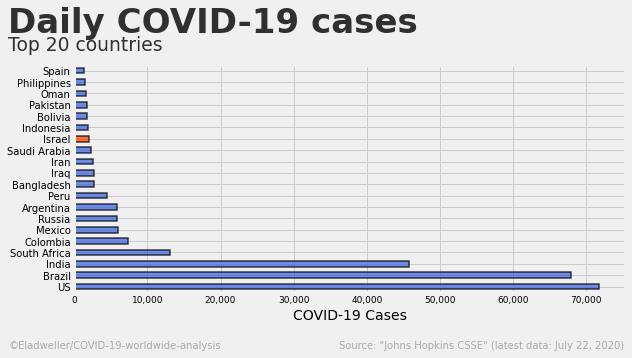 Daily COVID-19 cases
Top 20 countries
Spain
Philippines
Oman
Pakistan
Bolivia
Indonesia
Israel
Saudi Arabia
Iran
Iraq
Bangladesh
Peru
Argentina
Russia
Mexico
Colombia
South Africa
India
Brazil
US
0 10,000 20,000 30,000 40,000 50,000 60,000 70,000
COVID-19 Cases
©Eladweller/COVID-19-worldwide-analysis Source: "Johns Hopkins CSSE" (latest data: July 22, 2020)